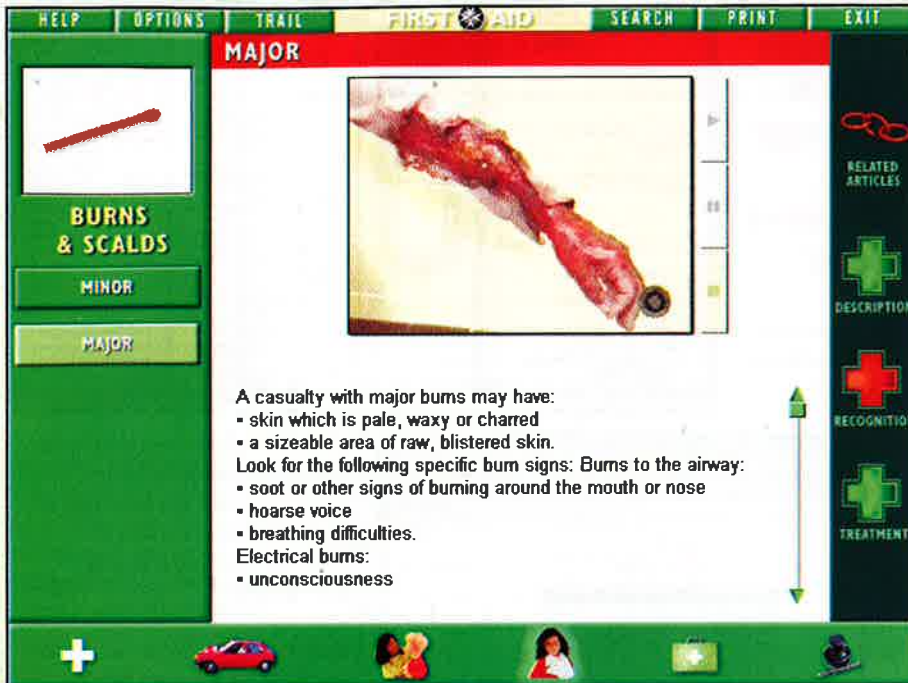 HELP
OPTIONS
TRAIL
FIRST AID
SEARCH
PRINT
EXIT
MAJOR
BURNS
& SCALDS
MINOR
MAJOR
A casualty with major burns may have:
▪ skin which is pale, waxy or charred
▪ a sizeable area of raw, blistered skin.
Look for the following specific burn signs: Burns to the airway:
▪ soot or other signs of burning around the mouth or nose
▪ hoarse voice
▪ breathing difficulties.
Electrical burns:
▪ unconsciousness
RELATED
ARTICLES
DESCRIPTION
RECOGNITIO
TREATMENT